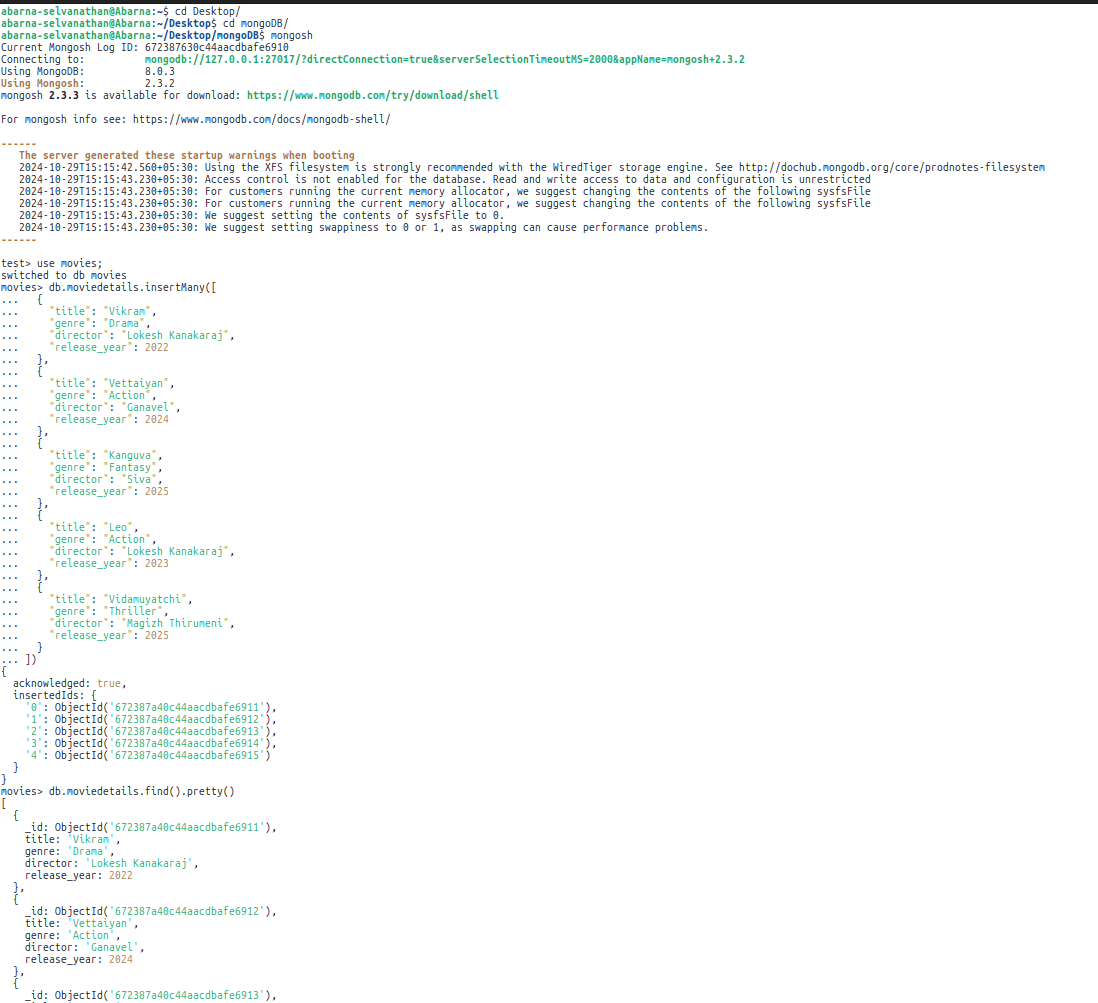 abarna-selvanathan@Abarna:~$ cd Desktop/
abarna-selvanathan@Abarna:~/Desktop$ cd mongoDB/
abarna-selvanathan@Abarna:~/Desktop/mongoDB$ mongosh
Current Mongosh Log ID: 672387630c44aacdbafe6910
Connecting to:          mongodb://127.0.0.1:27017/?directConnection=true&serverSelectionTimeoutMS=2000&appName=mongosh+2.3.2
Using MongoDB:          8.0.3
Using Mongosh:          2.3.2
mongosh 2.3.3 is available for download: https://www.mongodb.com/try/download/shell

For mongosh info see: https://www.mongodb.com/docs/mongodb-shell/

------
   The server generated these startup warnings when booting
   2024-10-29T15:15:42.560+05:30: Using the XFS filesystem is strongly recommended with the WiredTiger storage engine. See http://dochub.mongodb.org/core/prodnotes-filesystem
   2024-10-29T15:15:43.230+05:30: Access control is not enabled for the database. Read and write access to data and configuration is unrestricted
   2024-10-29T15:15:43.230+05:30: For customers running the current memory allocator, we suggest changing the contents of the following sysfsFile
   2024-10-29T15:15:43.230+05:30: For customers running the current memory allocator, we suggest changing the contents of the following sysfsFile
   2024-10-29T15:15:43.230+05:30: We suggest setting the contents of sysfsFile to 0.
   2024-10-29T15:15:43.230+05:30: We suggest setting swappiness to 0 or 1, as swapping can cause performance problems.
------

test> use movies;
switched to db movies
movies> db.moviedetails.insertMany([
...   {
...     "title": "Vikram",
...     "genre": "Drama",
...     "director": "Lokesh Kanakaraj",
...     "release_year": 2022
...   },
...   {
...     "title": "Vettaiyan",
...     "genre": "Action",
...     "director": "Ganavel",
...     "release_year": 2024
...   },
...   {
...     "title": "Kanguva",
...     "genre": "Fantasy",
...     "director": "Siva",
...     "release_year": 2025
...   },
...   {
...     "title": "Leo",
...     "genre": "Action",
...     "director": "Lokesh Kanakaraj",
...     "release_year": 2023
...   },
...   {
...     "title": "Vidamuyatchi",
...     "genre": "Thriller",
...     "director": "Magizh Thirumeni",
...     "release_year": 2025
...   }
... ])
{
  acknowledged: true,
  insertedIds: {
    '0': ObjectId('672387a40c44aacdbafe6911'),
    '1': ObjectId('672387a40c44aacdbafe6912'),
    '2': ObjectId('672387a40c44aacdbafe6913'),
    '3': ObjectId('672387a40c44aacdbafe6914'),
    '4': ObjectId('672387a40c44aacdbafe6915')
  }
}
movies> db.moviedetails.find().pretty()
[
  {
    _id: ObjectId('672387a40c44aacdbafe6911'),
    title: 'Vikram',
    genre: 'Drama',
    director: 'Lokesh Kanakaraj',
    release_year: 2022
  },
  {
    _id: ObjectId('672387a40c44aacdbafe6912'),
    title: 'Vettaiyan',
    genre: 'Action',
    director: 'Ganavel',
    release_year: 2024
  },
  {
    _id: ObjectId('672387a40c44aacdbafe6913'),